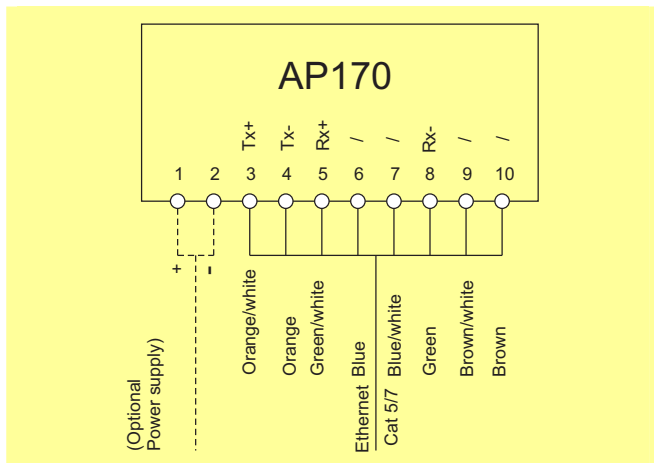 AP170
Tx+ Tx- Rx+ / / Rx- / /
1 2 3 4 5 6 7 8 9 10
+ -
Orange/white
Orange
Green/white
Blue
Blue/white
Green
Brown/white
Brown
(Optional
Power supply)
Ethernet
Cat 5/7